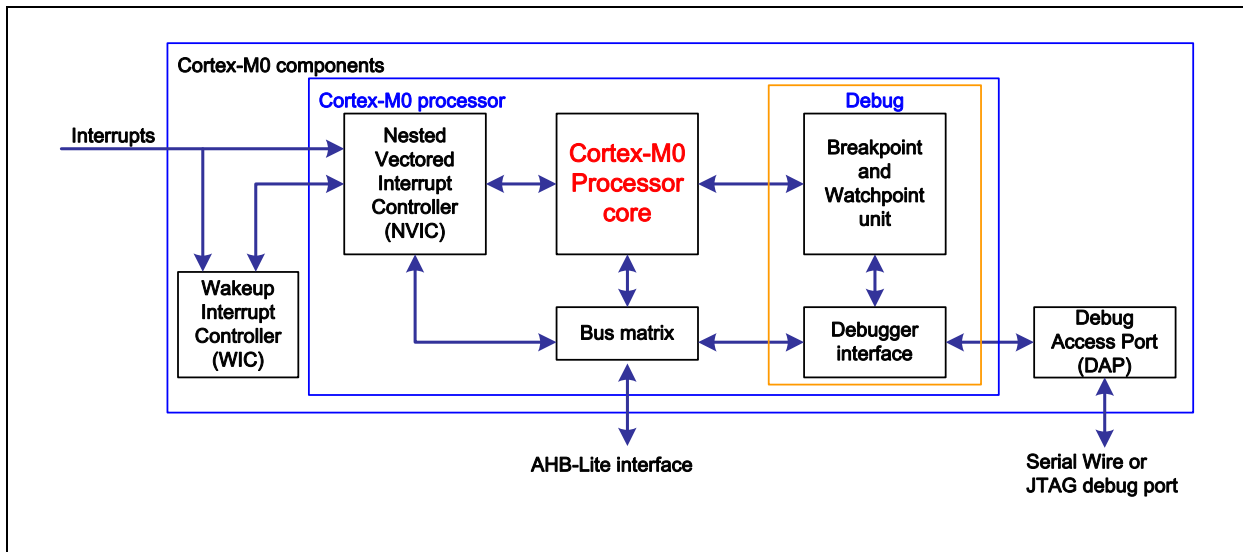 Cortex-M0 components
Cortex-M0 processor
Debug
Interrupts
Nested
Vectored
Interrupt
Controller
(NVIC)
Cortex-M0
Processor
core
Breakpoint
and
Watchpoint
unit
Wakeup
Interrupt
Controller
(WIC)
Bus matrix
Debugger
interface
Debug
Access Port
(DAP)
AHB-Lite interface
Serial Wire or
JTAG debug port